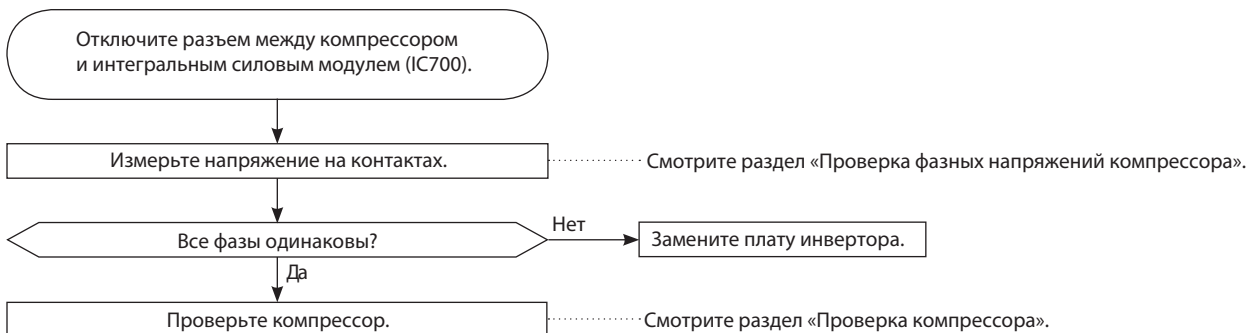 Отключите разъем между компрессором
и интегральным силовым модулем (IC700).
Измерьте напряжение на контактах.
Смотрите раздел «Проверка фазных напряжений компрессора».
Все фазы одинаковы?
Нет
Замените плату инвертора.
Да
Проверьте компрессор.
Смотрите раздел «Проверка компрессора».